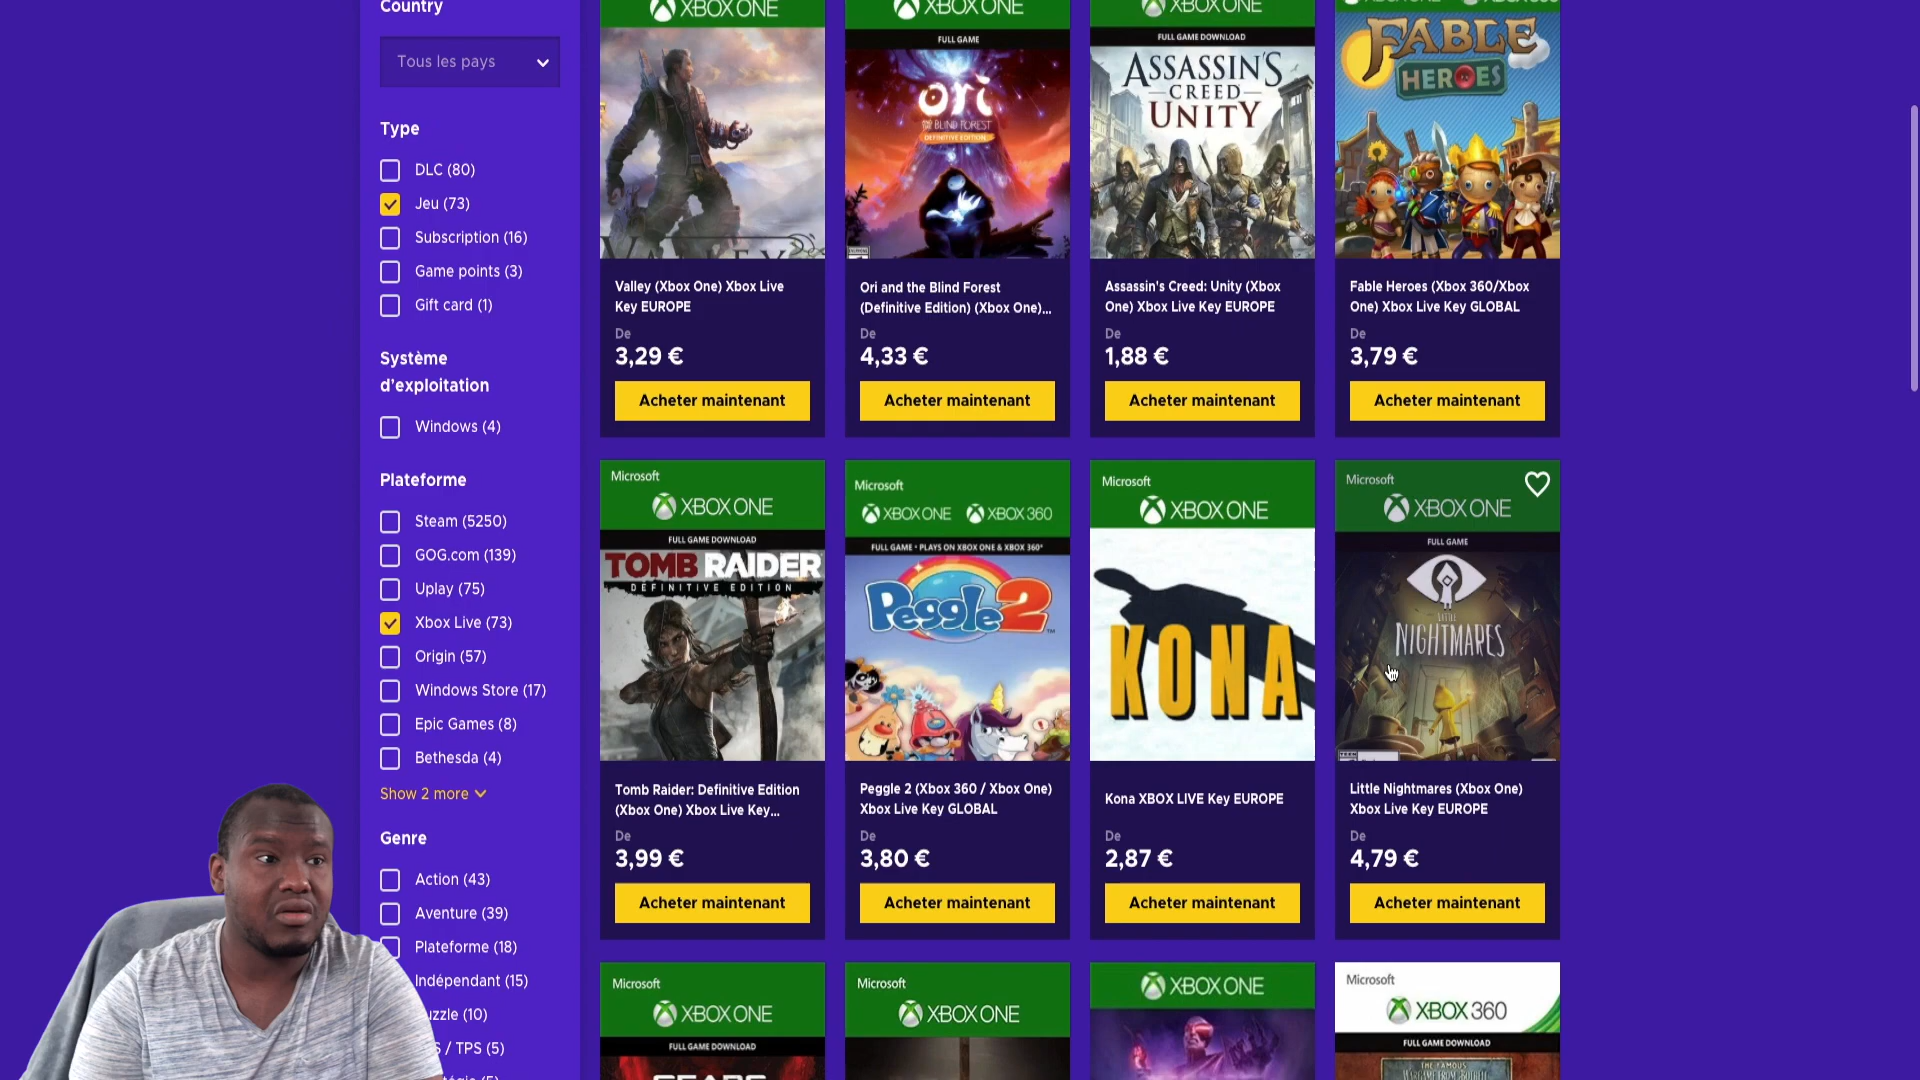 Country
Tous les pays
Type
DLC (80)
Jeu (73)
Subscription (16)
Game points (3)
Gift card (1)
Système
d'exploitation
Windows (4)
Plateforme
Steam (5250)
GOG.com (139)
Uplay (75)
Xbox Live (73)
Origin (57)
Windows Store (17)
Epic Games (8)
Bethesda (4)
Show 2 more
Genre
Action (43)
Aventure (39)
Plateforme (18)
Indépendant (15)
(10)
/ TPS (5)
XBOX ONE
VALLEY
Valley (Xbox One) Xbox Live
Key EUROPE
De
3,29 €
Acheter maintenant
XBOX ONE
FULL GAME
ori
AND THE BLIND FOREST
DEFINITIVE EDITION
Ori and the Blind Forest
(Definitive Edition) (Xbox One)...
De
4,33 €
Acheter maintenant
XBOX ONE
FULL GAME DOWNLOAD
ASSASSIN'S
CREED
UNITY
Assassin's Creed: Unity (Xbox
One) Xbox Live Key EUROPE
De
1,88 €
Acheter maintenant
FABLE
HEROES
Fable Heroes (Xbox 360/Xbox
One) Xbox Live Key GLOBAL
De
3,79 €
Acheter maintenant
Microsoft
XBOX ONE
FULL GAME DOWNLOAD
TOMB RAIDER
DEFINITIVE EDITION
Tomb Raider: Definitive Edition
(Xbox One) Xbox Live Key...
De
3,99 €
Acheter maintenant
Microsoft
XBOX ONE XBOX 360
FULL GAME • PLAYS ON XBOX ONE & XBOX 360*
Peggle 2
Peggle 2 (Xbox 360 / Xbox One)
Xbox Live Key GLOBAL
De
3,80 €
Acheter maintenant
Microsoft
XBOX ONE
KONA
Kona XBOX LIVE Key EUROPE
De
2,87 €
Acheter maintenant
Microsoft
XBOX ONE
FULL GAME
LITTLE
NIGHTMARES
Little Nightmares (Xbox One)
Xbox Live Key EUROPE
De
4,79 €
Acheter maintenant
Microsoft
XBOX ONE
FULL GAME DOWNLOAD
GEARS
Microsoft
XBOX ONE
XBOX ONE
Microsoft
XBOX 360
FULL GAME DOWNLOAD
THE FAMOUS